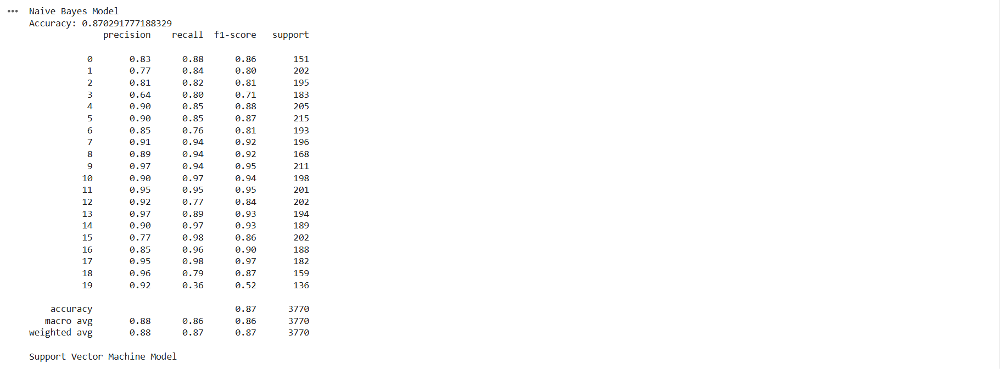 Naive Bayes Model
Accuracy: 0.870291777188329
precision recall f1-score support
0 0.83 0.88 0.86 151
1 0.77 0.84 0.80 202
2 0.81 0.82 0.81 195
3 0.64 0.80 0.71 183
4 0.90 0.85 0.88 205
5 0.90 0.85 0.87 215
6 0.85 0.76 0.81 193
7 0.91 0.94 0.92 196
8 0.89 0.94 0.92 168
9 0.97 0.94 0.95 211
10 0.90 0.97 0.94 198
11 0.95 0.95 0.95 201
12 0.92 0.77 0.84 202
13 0.97 0.89 0.93 194
14 0.90 0.97 0.93 189
15 0.77 0.98 0.86 202
16 0.85 0.96 0.90 188
17 0.95 0.98 0.97 182
18 0.96 0.79 0.87 159
19 0.92 0.36 0.52 136
accuracy 0.87 3770
macro avg 0.88 0.86 0.86 3770
weighted avg 0.88 0.87 0.87 3770
Support Vector Machine Model